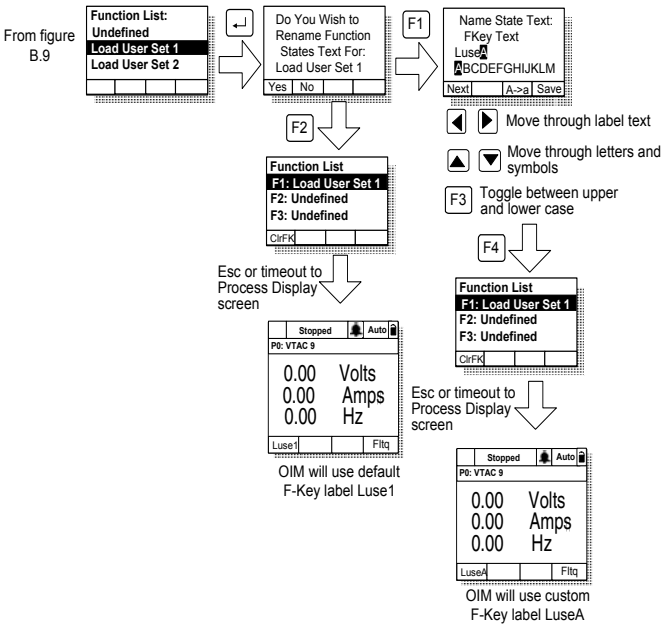 From figure
B.9
Function List:
Undefined
Load User Set 1
Load User Set 2
Do You Wish to
Rename Function
States Text For:
Load User Set 1
Yes No
F1
Name State Text:
FKey Text
LuseA
ABCDEFGHIJKLM
Next A->a Save
Move through label text
Move through letters and
symbols
F3 Toggle between upper
and lower case
F2
Function List
F1: Load User Set 1
F2: Undefined
F3: Undefined
ClrFK
Esc or timeout to
Process Display
screen
Stopped Auto
P0: VTAC 9
0.00 Volts
0.00 Amps
0.00 Hz
Luse1 Fltq
OIM will use default
F-Key label Luse1
F4
Function List
F1: Load User Set 1
F2: Undefined
F3: Undefined
ClrFK
Esc or timeout to
Process Display
screen
Stopped Auto
P0: VTAC 9
0.00 Volts
0.00 Amps
0.00 Hz
LuseA Fltq
OIM will use custom
F-Key label LuseA